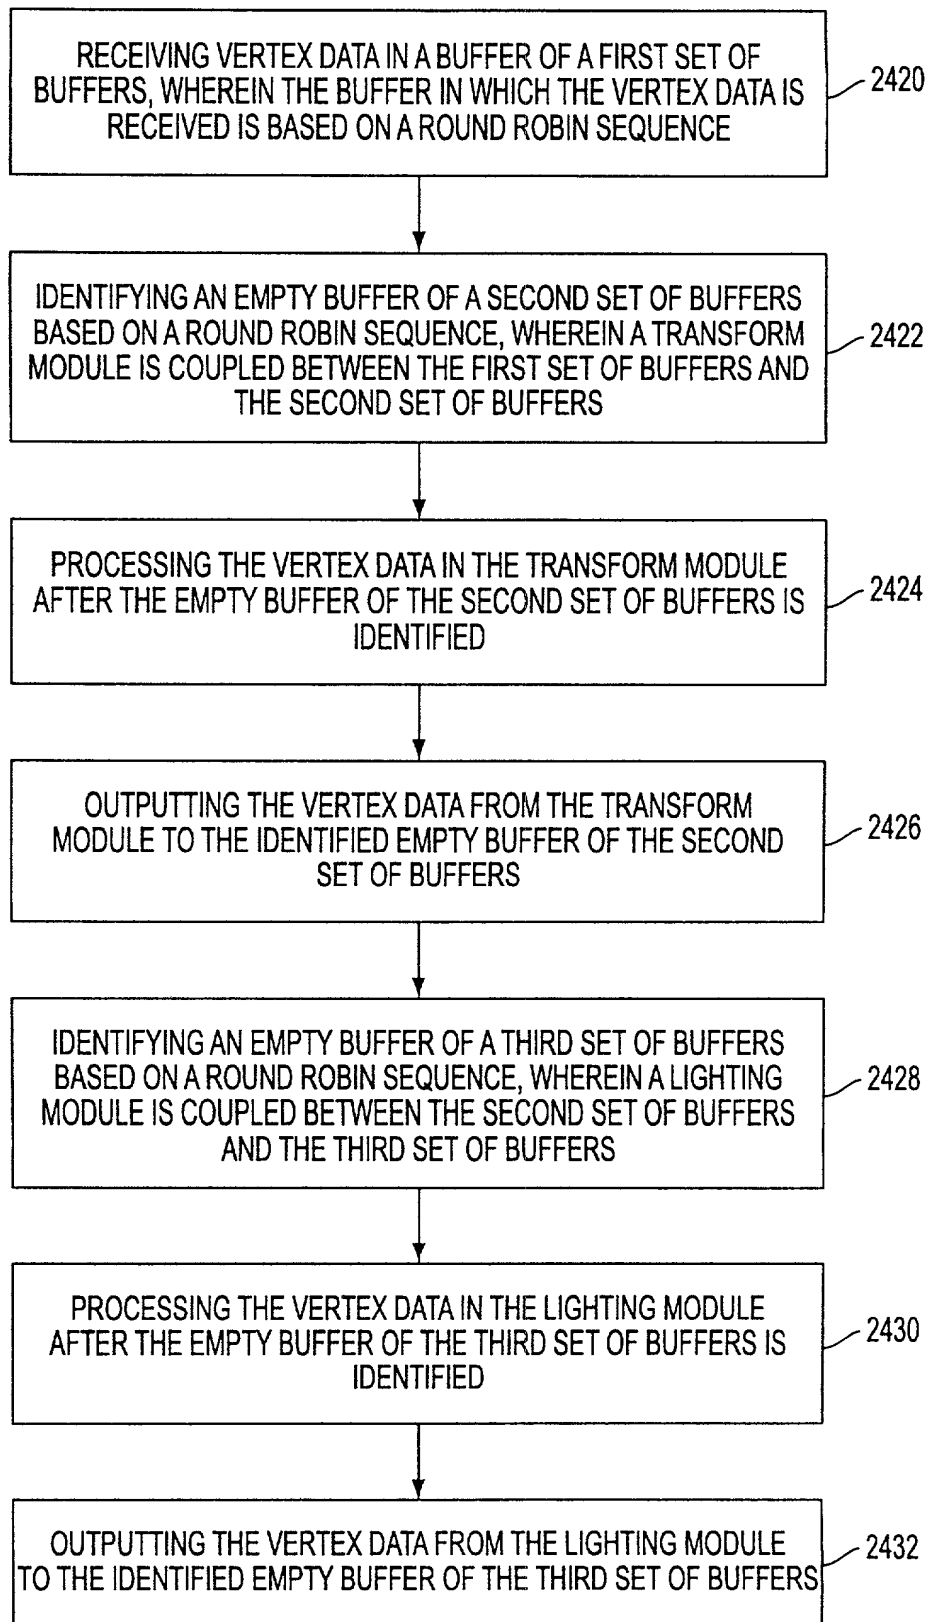 RECEIVING VERTEX DATA IN A BUFFER OF A FIRST SET OF
BUFFERS, WHEREIN THE BUFFER IN WHICH THE VERTEX DATA IS
RECEIVED IS BASED ON A ROUND ROBIN SEQUENCE
2420
IDENTIFYING AN EMPTY BUFFER OF A SECOND SET OF BUFFERS
BASED ON A ROUND ROBIN SEQUENCE, WHEREIN A TRANSFORM
MODULE IS COUPLED BETWEEN THE FIRST SET OF BUFFERS AND
THE SECOND SET OF BUFFERS
2422
PROCESSING THE VERTEX DATA IN THE TRANSFORM MODULE
AFTER THE EMPTY BUFFER OF THE SECOND SET OF BUFFERS IS
IDENTIFIED
2424
OUTPUTTING THE VERTEX DATA FROM THE TRANSFORM
MODULE TO THE IDENTIFIED EMPTY BUFFER OF THE SECOND
SET OF BUFFERS
2426
IDENTIFYING AN EMPTY BUFFER OF A THIRD SET OF BUFFERS
BASED ON A ROUND ROBIN SEQUENCE, WHEREIN A LIGHTING
MODULE IS COUPLED BETWEEN THE SECOND SET OF BUFFERS
AND THE THIRD SET OF BUFFERS
2428
PROCESSING THE VERTEX DATA IN THE LIGHTING MODULE
AFTER THE EMPTY BUFFER OF THE THIRD SET OF BUFFERS IS
IDENTIFIED
2430
OUTPUTTING THE VERTEX DATA FROM THE LIGHTING MODULE
TO THE IDENTIFIED EMPTY BUFFER OF THE THIRD SET OF BUFFERS
2432